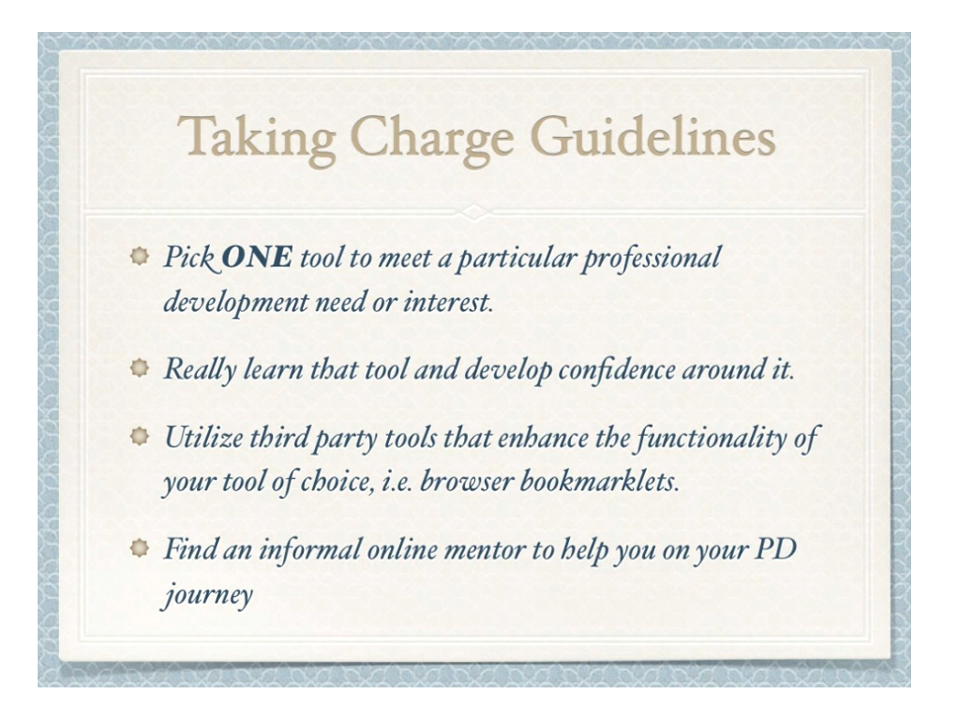 Taking Charge Guidelines
Pick ONE tool to meet a particular professional
development need or interest.
Really learn that tool and develop confidence around it.
Utilize third party tools that enhance the functionality of
your tool of choice, i.e. browser bookmarklets.
Find an informal online mentor to help you on your PD
journey